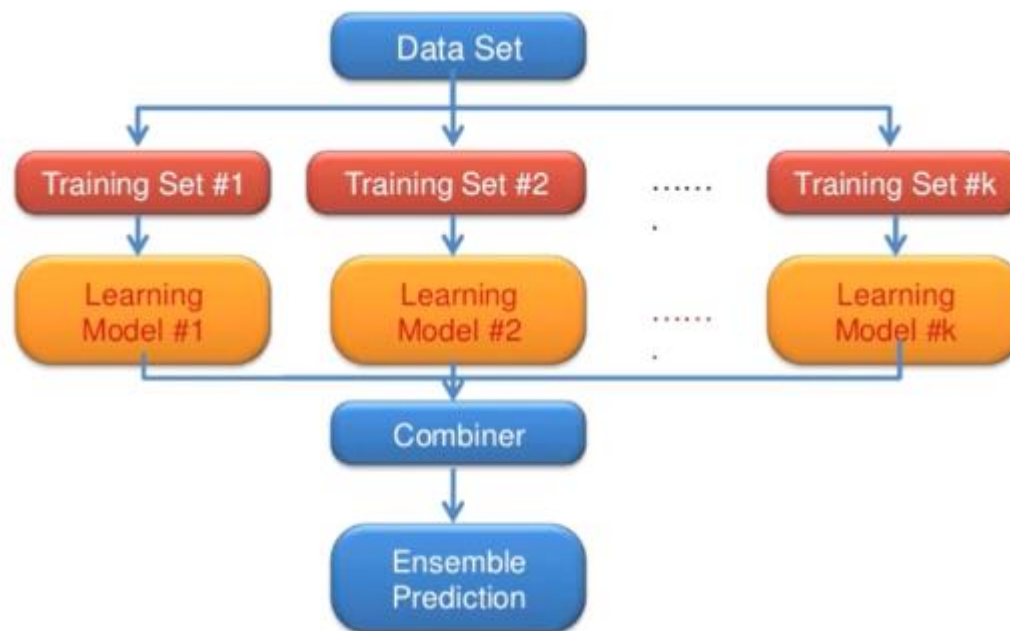 Data Set
Training Set #1
Training Set #2
......
.
Training Set #k
Learning
Model #1
Learning
Model #2
......
.
Learning
Model #k
Combiner
Ensemble
Prediction